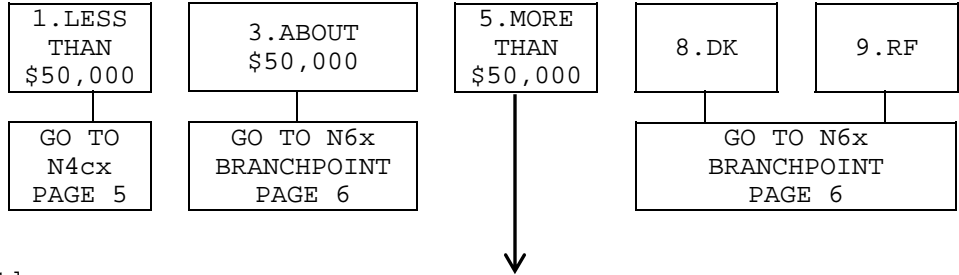 1.LESS
THAN
$50,000
3.ABOUT
$50,000
5.MORE
THAN
$50,000
8.DK
9.RF
GO TO
N4cx
PAGE 5
GO TO N6x
BRANCHPOINT
PAGE 6
GO TO N6x
BRANCHPOINT
PAGE 6